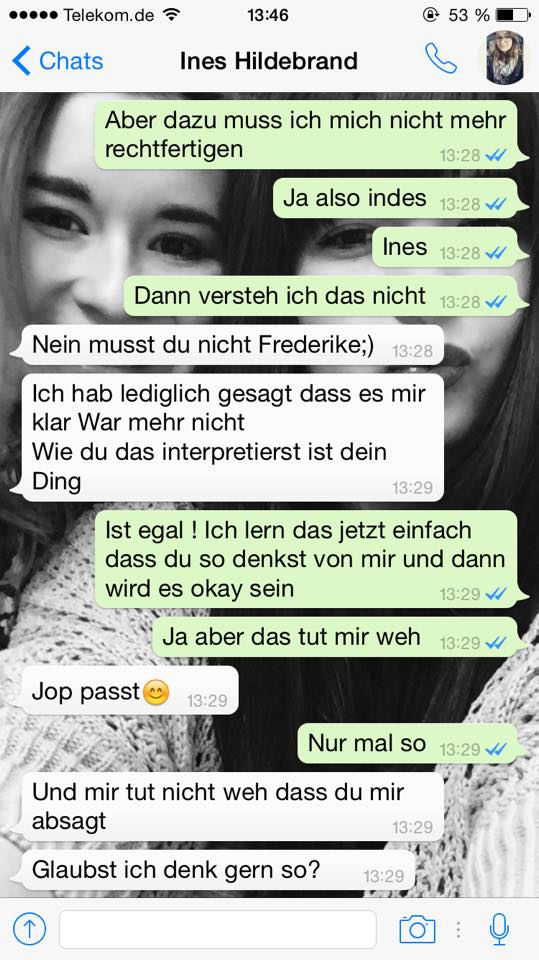 Telekom.de 13:46 53 %
Chats Ines Hildebrand
Aber dazu muss ich mich nicht mehr
rechtfertigen 13:28
Ja also indes 13:28
Ines 13:28
Dann versteh ich das nicht 13:28
Nein musst du nicht Frederike;) 13:28
Ich hab lediglich gesagt dass es mir
klar War mehr nicht
Wie du das interpretierst ist dein
Ding 13:29
Ist egal ! Ich lern das jetzt einfach
dass du so denkst von mir und dann
wird es okay sein 13:29
Ja aber das tut mir weh 13:29
Jop passt😊 13:29
Nur mal so 13:29
Und mir tut nicht weh dass du mir
absagt 13:29
Glaubst ich denk gern so? 13:29